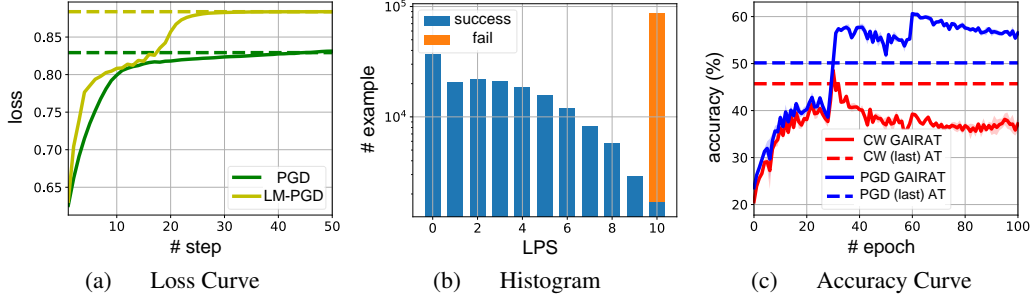 0.85
0.80
0.75
0.70
0.65
loss
0 10 20 30 40 50
# step
PGD
LM-PGD
(a) Loss Curve
10^5
10^4
# example
success
fail
0 2 4 6 8 10
LPS
(b) Histogram
60
50
40
30
20
accuracy (%)
CW GAIRAT
CW (last) AT
PGD GAIRAT
PGD (last) AT
0 20 40 60 80 100
# epoch
(c) Accuracy Curve